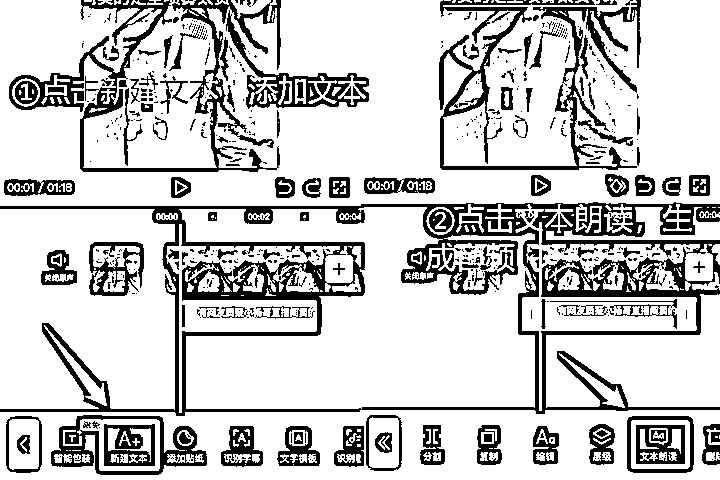 ①点击新建文本，添加文本
00:01 / 01:18
00:00
00:02
00:04
关闭原声
智能包装
新建文本
添加贴纸
识别字幕
文字模板
②点击文本朗读，生
成音频
00:01 / 01:18
分割
复制
编辑
层级
文本朗读